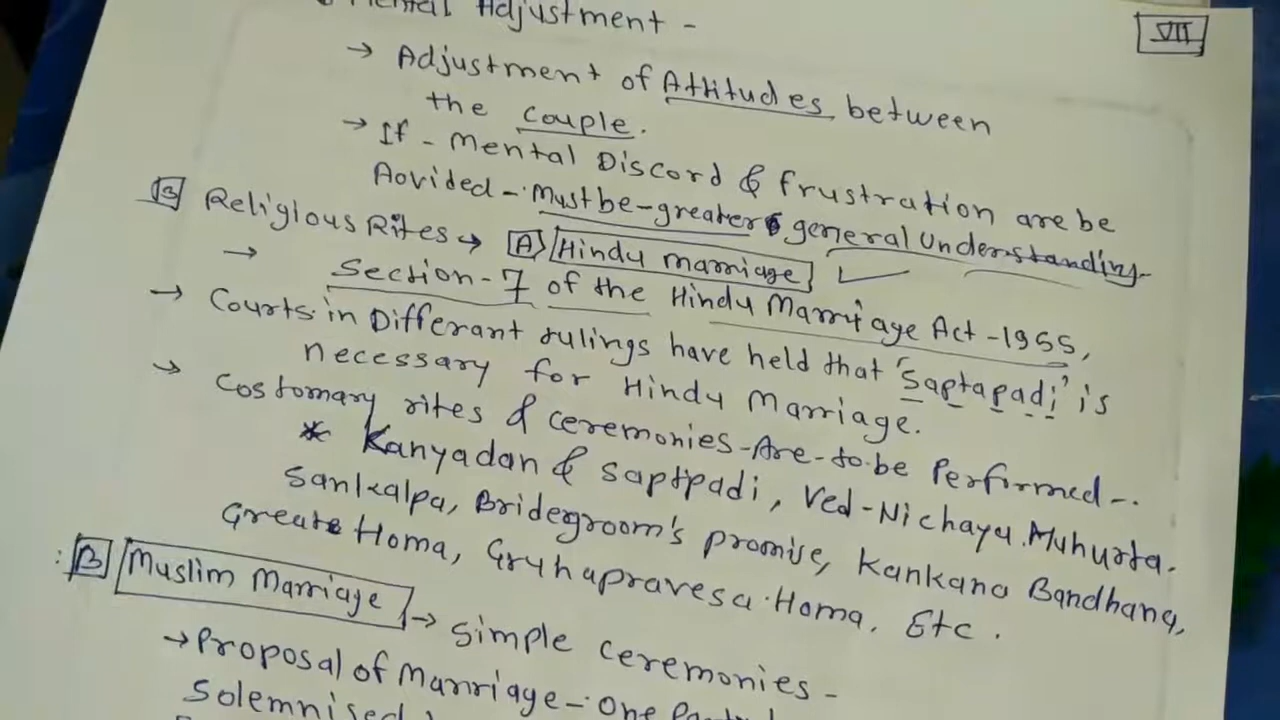 Mental Adjustment -
VII
→ Adjustment of Attitudes between
the couple.
→ If - Mental Discord & frustration are be
Aovided - Must be - greater & general Understanding
[B] Religious Rites → [A] Hindu marriage
→ Section - 7 of the Hindu Marriage Act - 1955,
→ Courts in Differant rulings have held that 'Saptapadi' is
necessary for Hindu Marriage.
→ Costomary rites & ceremonies - Are - to be Performed -.
* Kanyadan & saptpadi, Ved - Nichaya. Muhurta.
Sankalpa, Bridegroom's promise, Kankana Bandhana,
Greate Homa, Gruhapravesa Homa, Etc.
[B] Muslim Marriage → simple ceremonies -
→ Proposal of Marriage - One
Solemnised